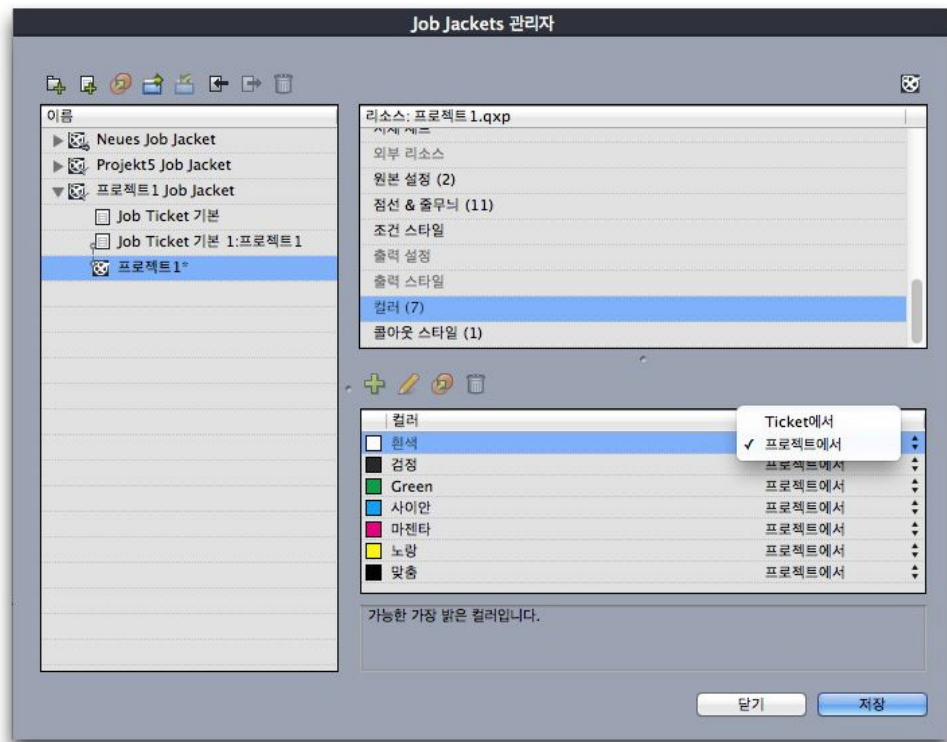 Job Jackets 관리자
이름
Neues Job Jacket
Projekt5 Job Jacket
프로젝트1 Job Jacket
Job Ticket 기본
Job Ticket 기본 1:프로젝트1
프로젝트1*
리소스: 프로젝트1.qxp
외부 리소스
원본 설정 (2)
점선 & 줄무늬 (11)
조건 스타일
출력 설정
출력 스타일
컬러 (7)
콜아웃 스타일 (1)
컬러
Ticket에서
흰색 ✓ 프로젝트에서
검정 프로젝트에서
Green 프로젝트에서
사이안 프로젝트에서
마젠타 프로젝트에서
노랑 프로젝트에서
맞춤 프로젝트에서
가능한 가장 밝은 컬러입니다.
닫기 저장